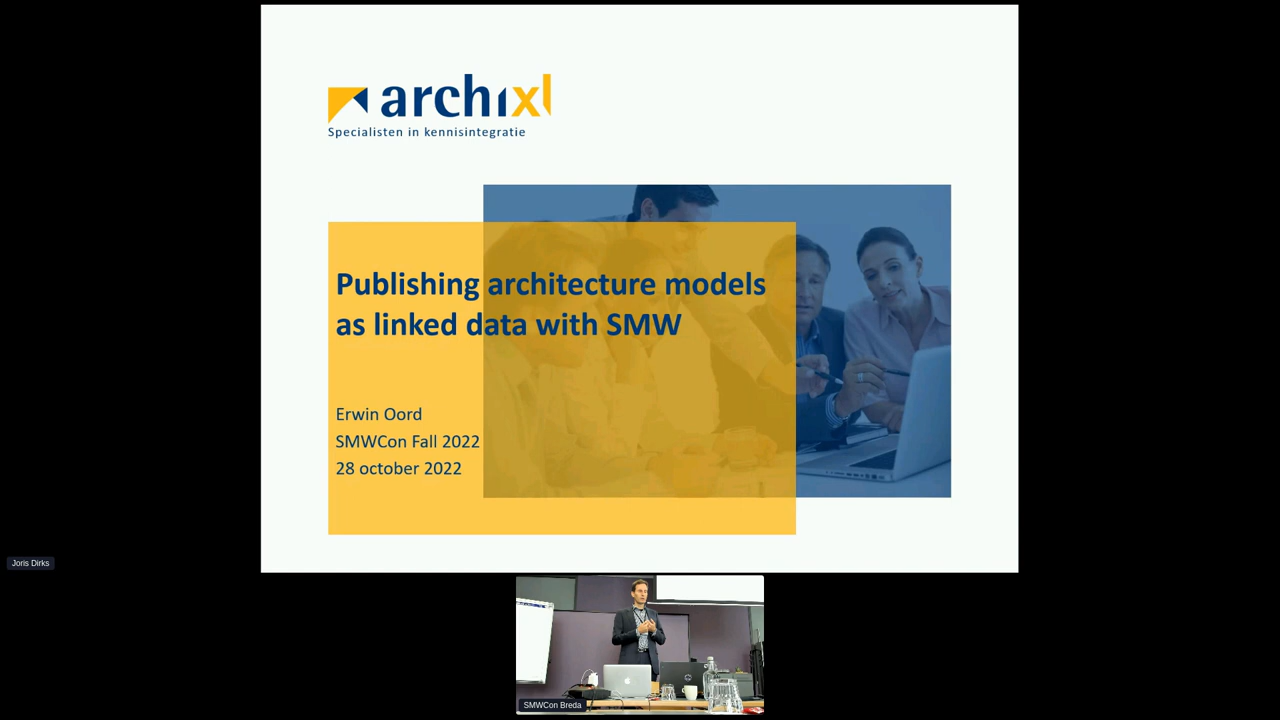 archixl
Specialisten in kennisintegratie
Publishing architecture models
as linked data with SMW
Erwin Oord
SMWCon Fall 2022
28 october 2022
Joris Dirks
SMWCon Breda